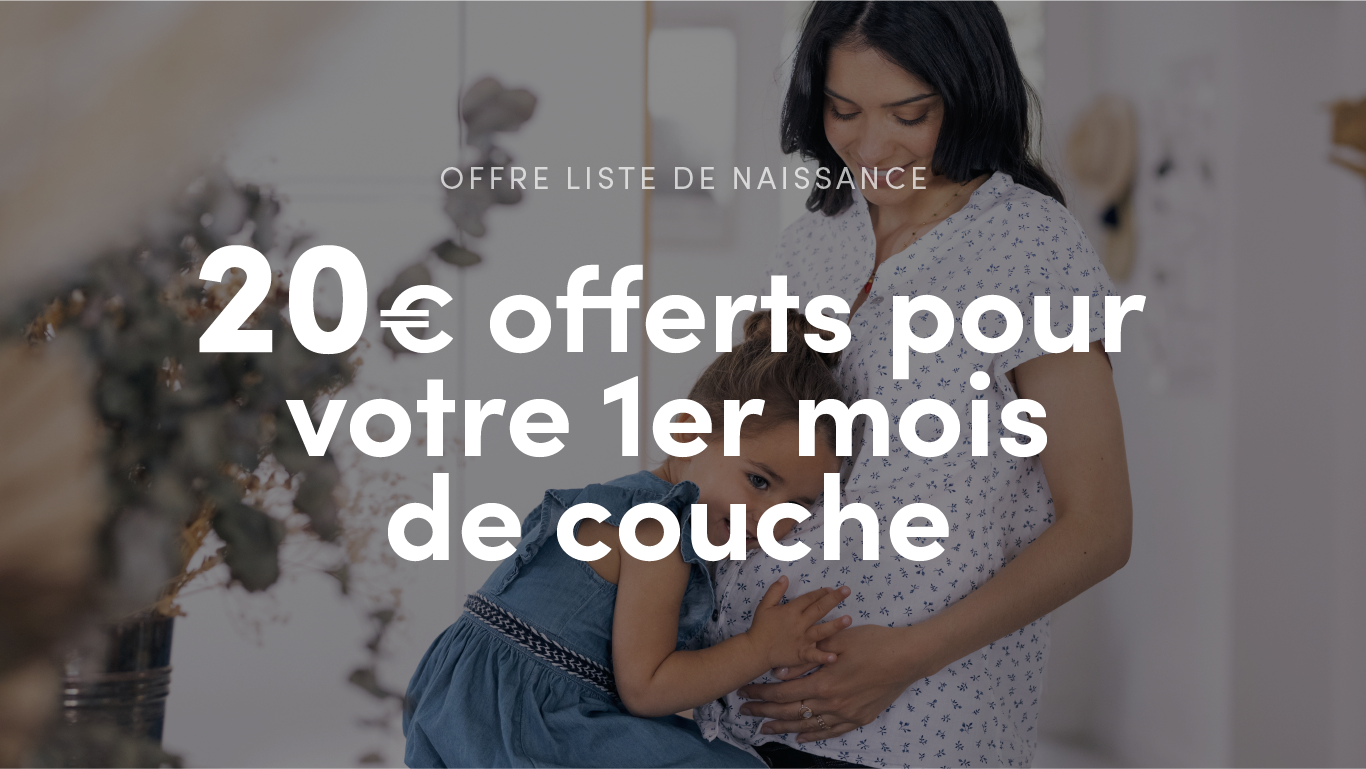 OFFRE LISTE DE NAISSANCE
20€ offerts pour
votre 1er mois
de couche